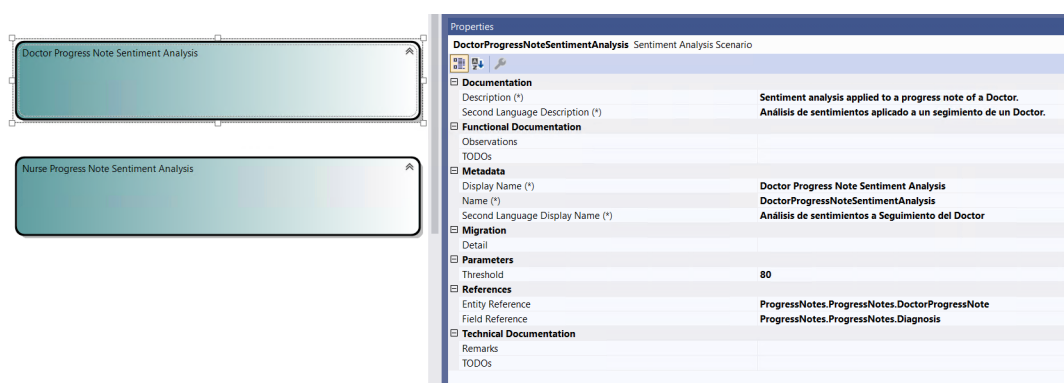 Doctor Progress Note Sentiment Analysis
Nurse Progress Note Sentiment Analysis
Properties
DoctorProgressNoteSentimentAnalysis Sentiment Analysis Scenario
Documentation
Description (*) Sentiment analysis applied to a progress note of a Doctor.
Second Language Description (*) Análisis de sentimientos aplicado a un segimiento de un Doctor.
Functional Documentation
Observations
TODOs
Metadata
Display Name (*) Doctor Progress Note Sentiment Analysis
Name (*) DoctorProgressNoteSentimentAnalysis
Second Language Display Name (*) Análisis de sentimientos a Seguimiento del Doctor
Migration
Detail
Parameters
Threshold 80
References
Entity Reference ProgressNotes.ProgressNotes.DoctorProgressNote
Field Reference ProgressNotes.ProgressNotes.Diagnosis
Technical Documentation
Remarks
TODOs